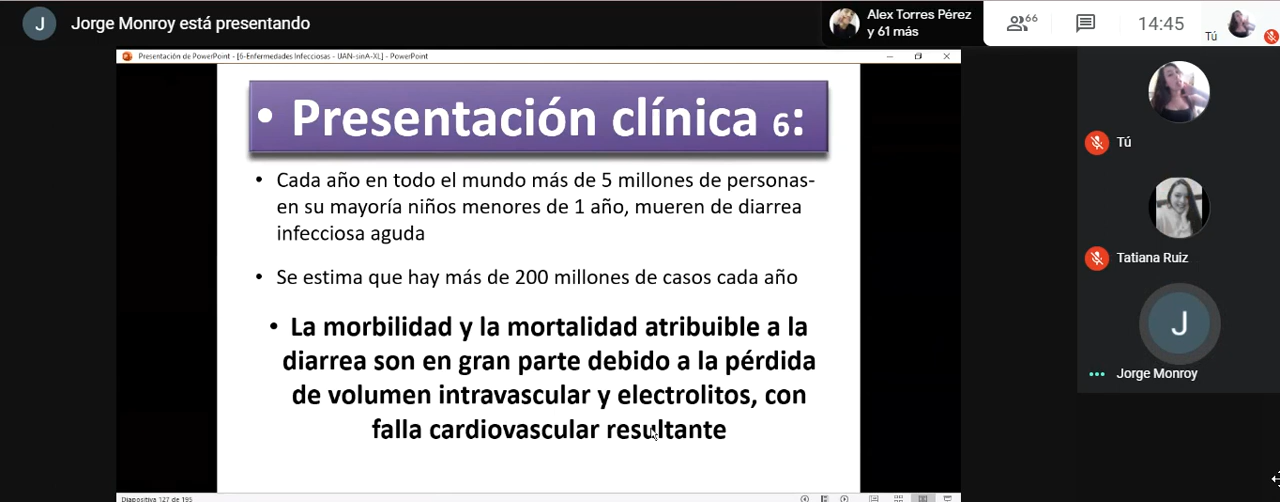 J Jorge Monroy está presentando
Alex Torres Pérez
y 61 más
66
14:45
Tú
Presentación de PowerPoint - [6-Enfermedades Infecciosas - UAN-sinA-XL] - PowerPoint
• Presentación clínica 6:
• Cada año en todo el mundo más de 5 millones de personas-
en su mayoría niños menores de 1 año, mueren de diarrea
infecciosa aguda
• Se estima que hay más de 200 millones de casos cada año
• La morbilidad y la mortalidad atribuible a la
diarrea son en gran parte debido a la pérdida
de volumen intravascular y electrolitos, con
falla cardiovascular resultante
Diapositiva 127 de 195
Tú
Tatiana Ruiz
J
Jorge Monroy